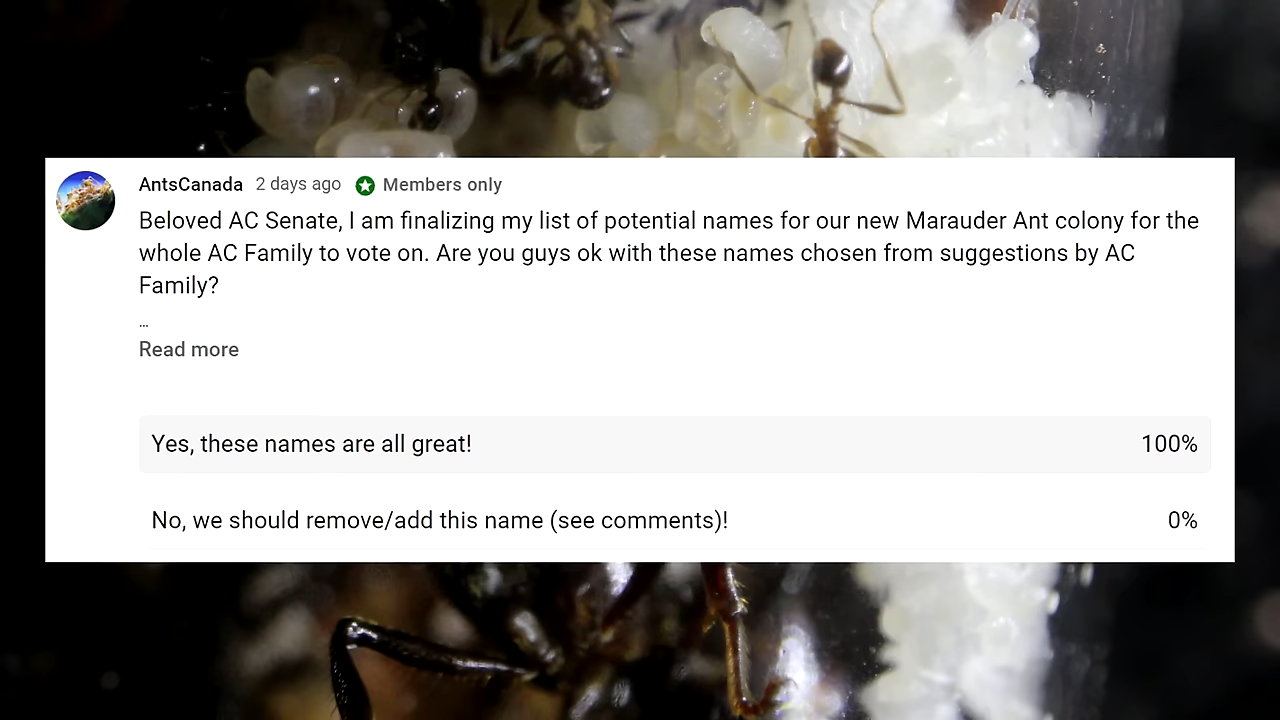 AntsCanada 2 days ago Members only
Beloved AC Senate, I am finalizing my list of potential names for our new Marauder Ant colony for the
whole AC Family to vote on. Are you guys ok with these names chosen from suggestions by AC
Family?
...
Read more
Yes, these names are all great! 100%
No, we should remove/add this name (see comments)! 0%